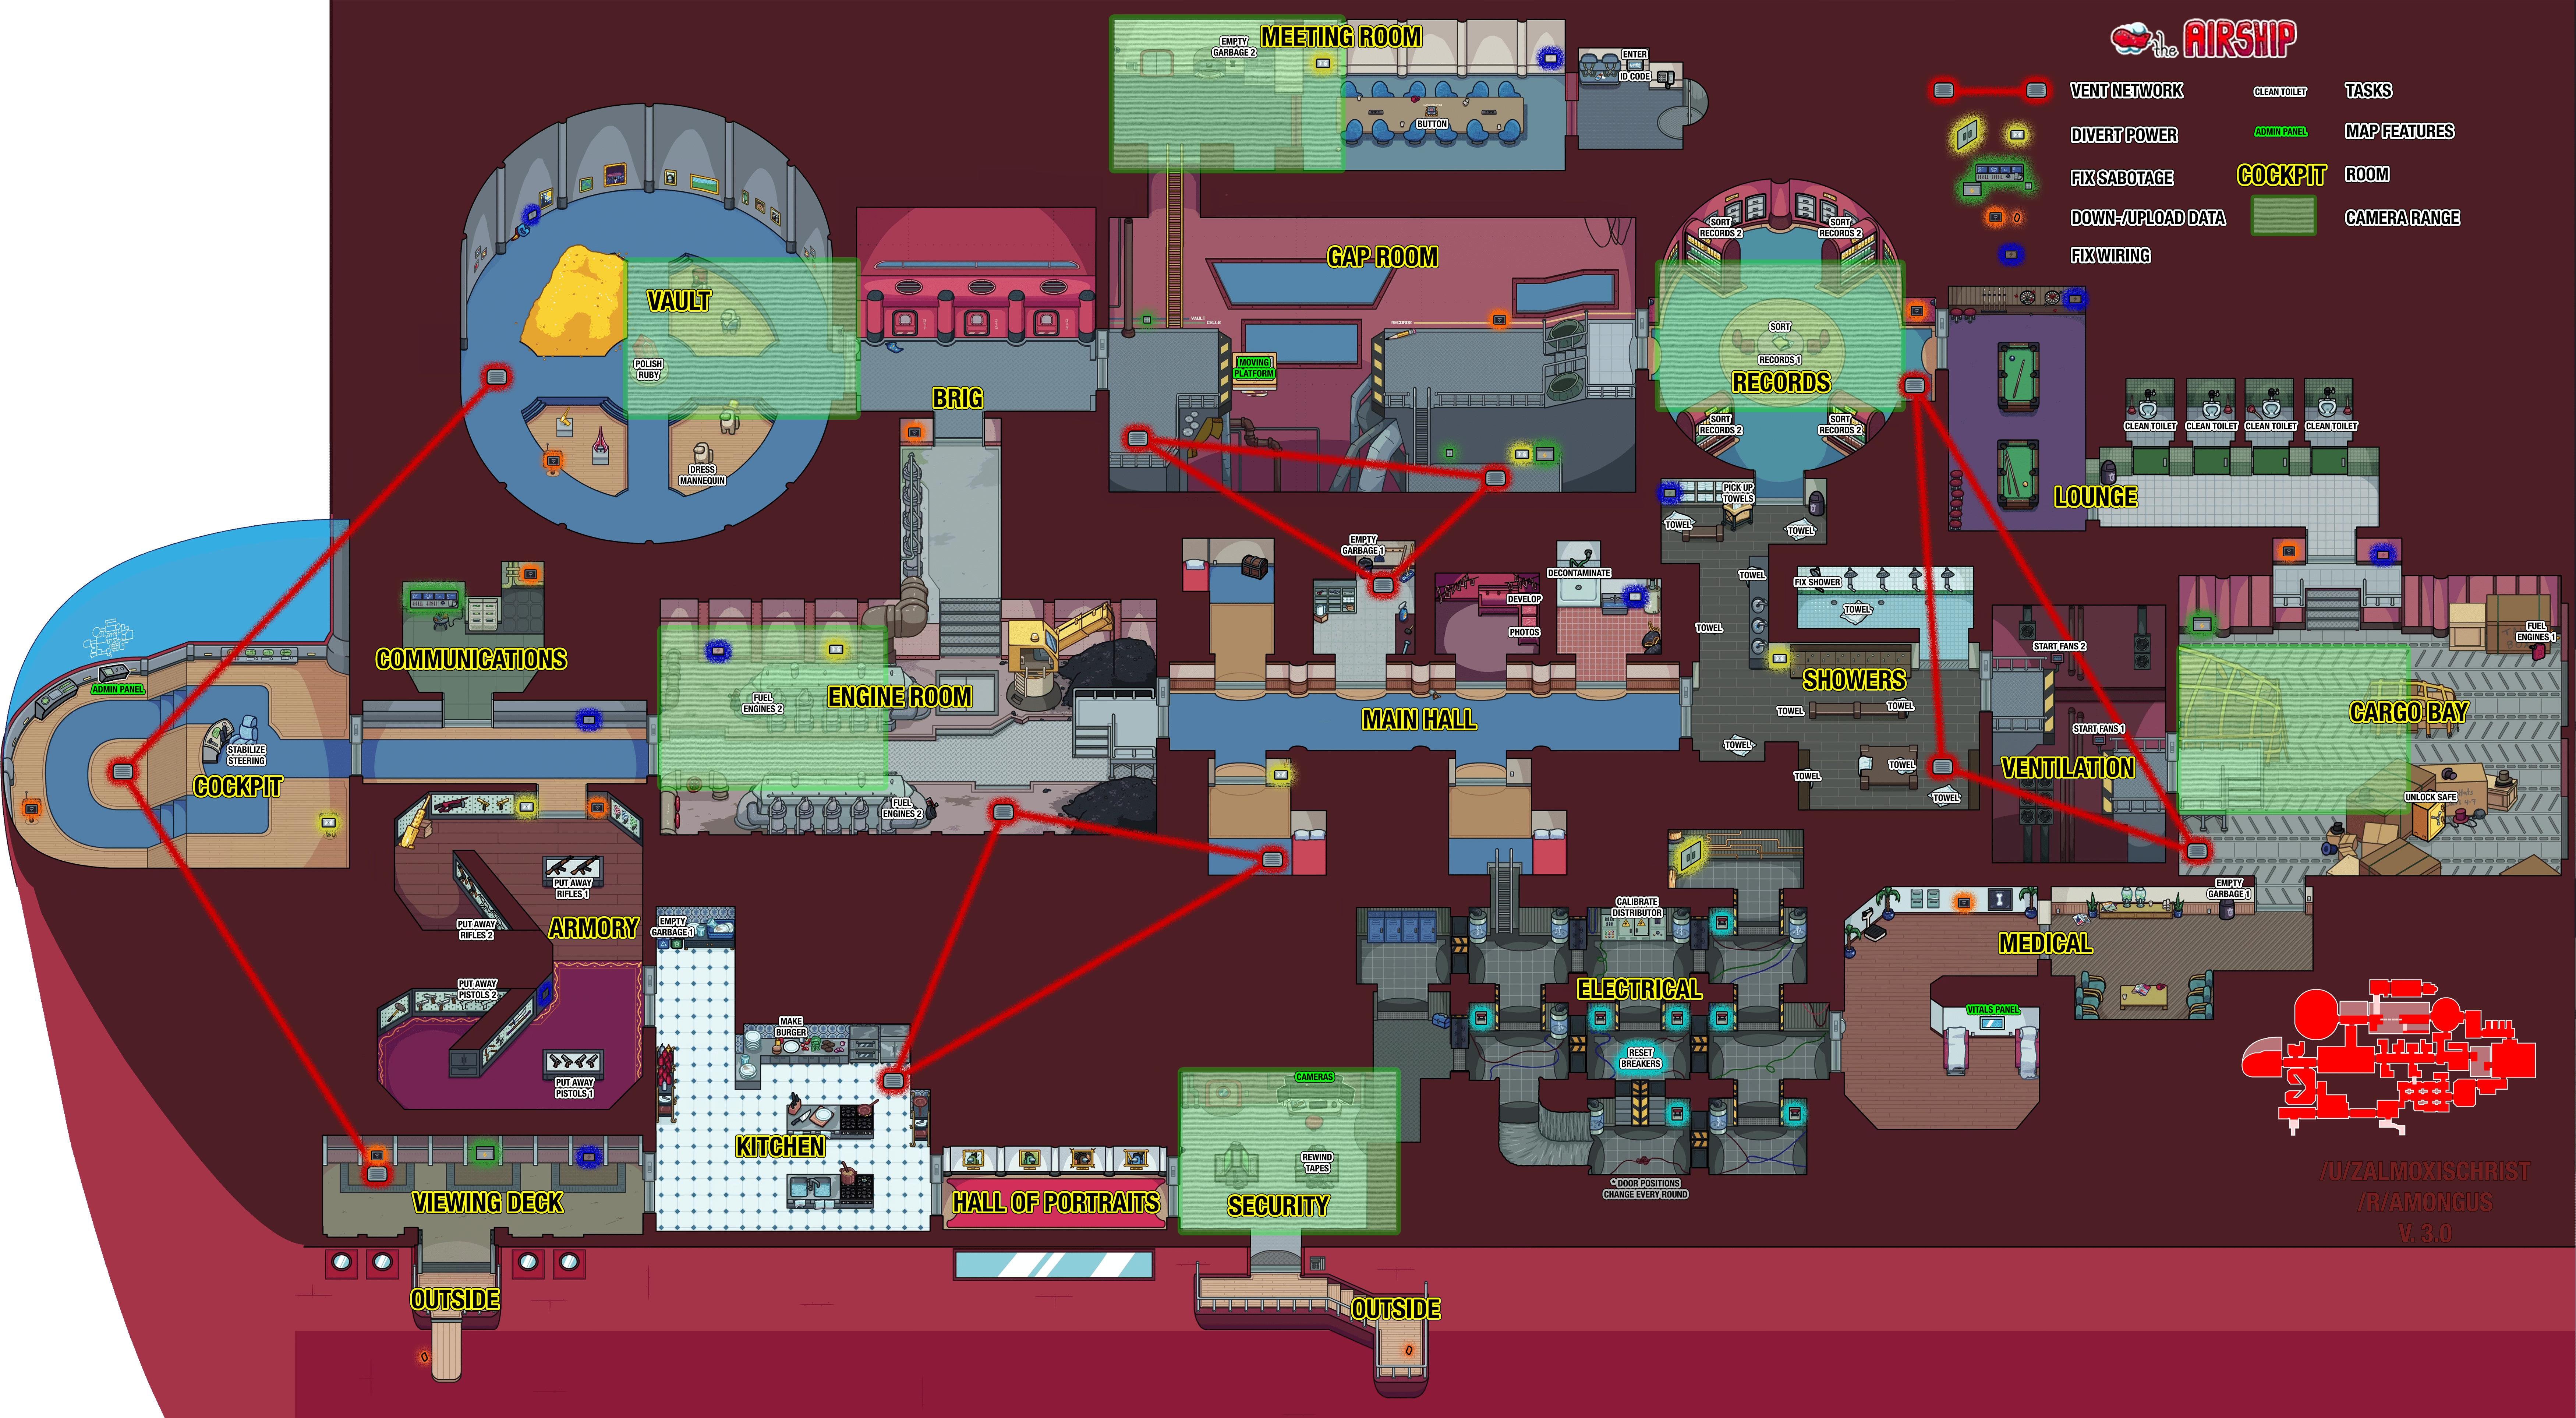 the AIRSHIP
VENT NETWORK
CLEAN TOILET
TASKS
DIVERT POWER
ADMIN PANEL
MAP FEATURES
FIX SABOTAGE
COCKPIT
ROOM
DOWN-/UPLOAD DATA
CAMERA RANGE
FIX WIRING
MEETING ROOM
EMPTY
GARBAGE 2
BUTTON
ENTER
ID CODE
VAULT
POLISH
RUBY
DRESS
MANNEQUIN
BRIG
GAP ROOM
VAULT
CELLS
RECORDS
MOVING
PLATFORM
SORT
RECORDS 2
SORT
RECORDS 2
SORT
RECORDS 1
RECORDS
SORT
RECORDS 2
SORT
RECORDS 2
CLEAN TOILET
CLEAN TOILET
CLEAN TOILET
CLEAN TOILET
LOUNGE
PICK UP
TOWELS
TOWEL
TOWEL
TOWEL
TOWEL
FIX SHOWER
TOWEL
SHOWERS
TOWEL
TOWEL
TOWEL
TOWEL
TOWEL
TOWEL
COMMUNICATIONS
ADMIN PANEL
STABILIZE
STEERING
COCKPIT
FUEL
ENGINES 2
ENGINE ROOM
FUEL
ENGINES 2
EMPTY
GARBAGE 1
DEVELOP
PHOTOS
DECONTAMINATE
MAIN HALL
START FANS 2
START FANS 1
VENTILATION
FUEL
ENGINES 1
CARGO BAY
UNLOCK SAFE
PUT AWAY
RIFLES 1
PUT AWAY
RIFLES 2
ARMORY
PUT AWAY
PISTOLS 2
PUT AWAY
PISTOLS 1
EMPTY
GARBAGE 1
MAKE
BURGER
KITCHEN
CALIBRATE
DISTRIBUTOR
ELECTRICAL
RESET
BREAKERS
* DOOR POSITIONS
CHANGE EVERY ROUND
EMPTY
GARBAGE 1
MEDICAL
VITALS PANEL
VIEWING DECK
HALL OF PORTRAITS
CAMERAS
REWIND
TAPES
SECURITY
OUTSIDE
OUTSIDE
/U/ZALMOXISCHRIST
/R/AMONGUS
V. 3.0